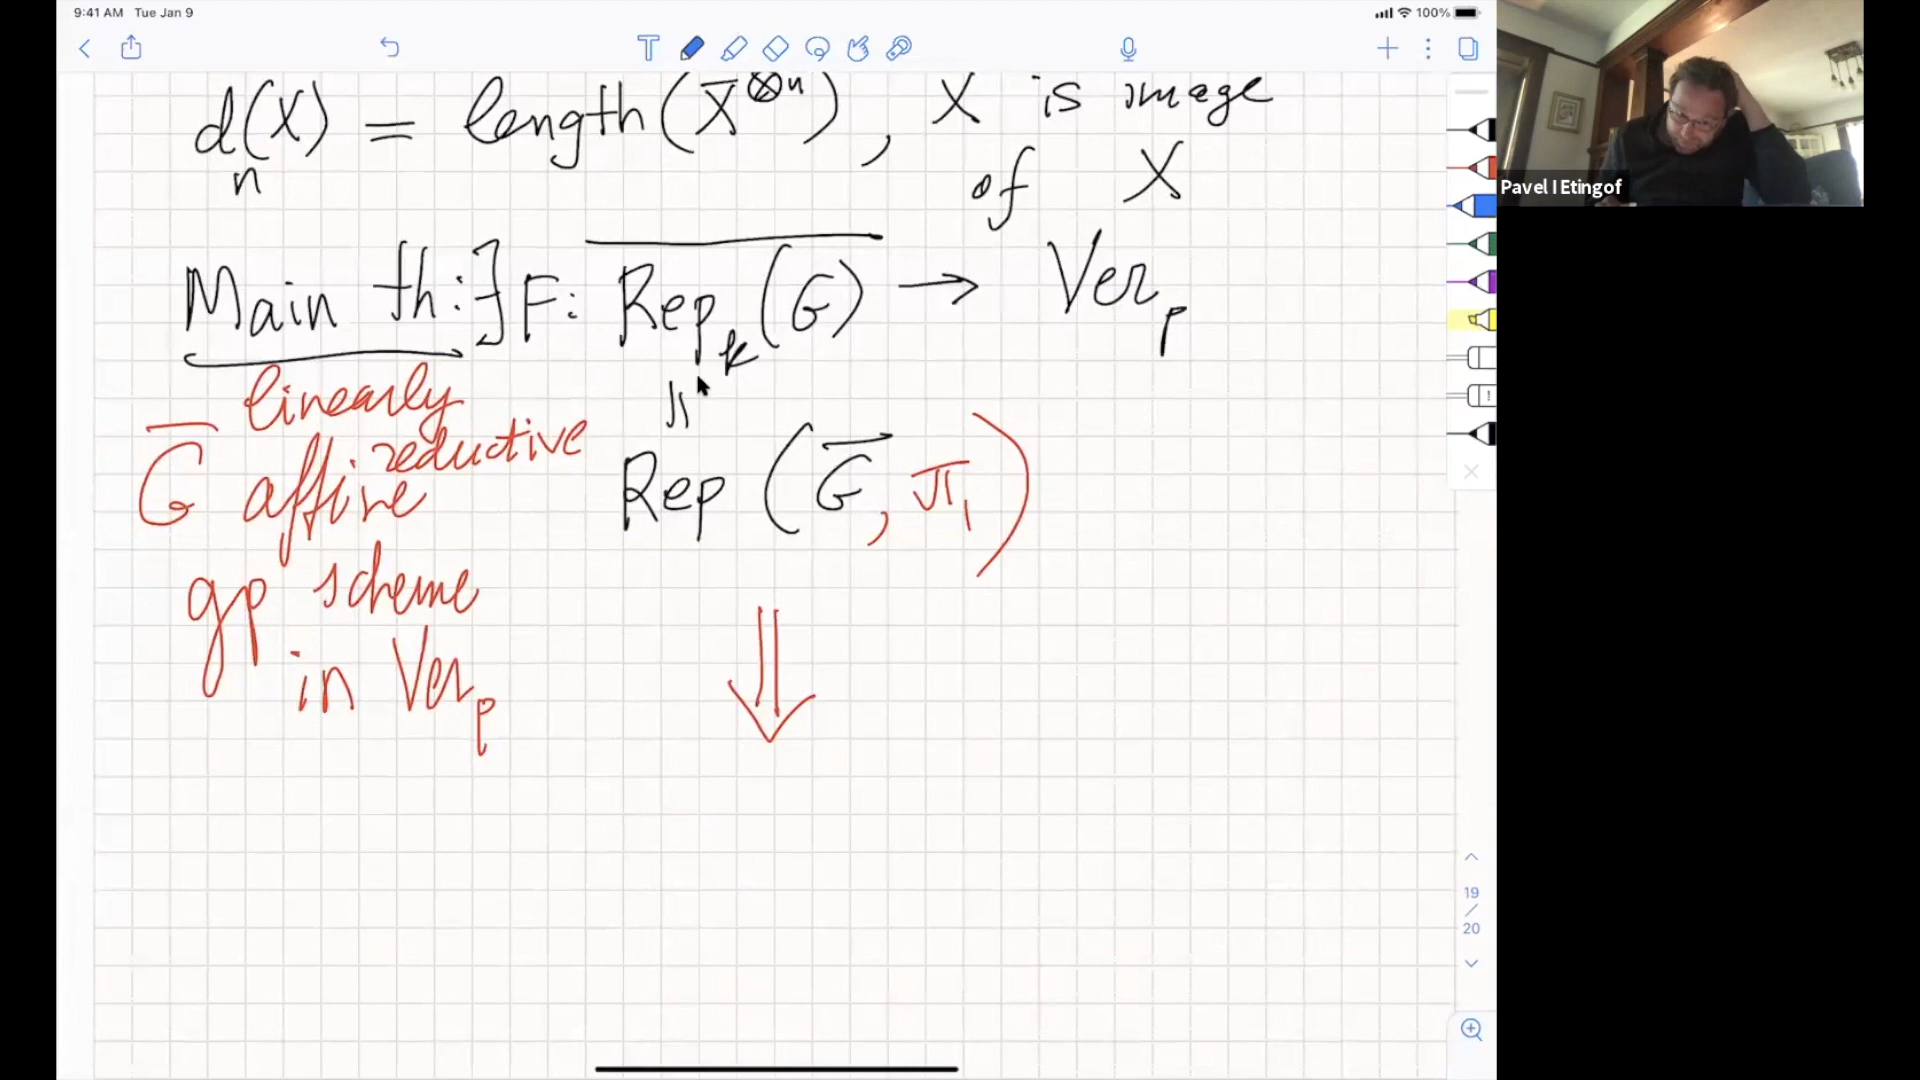 9:41 AM Tue Jan 9
100%
d_n(X) = length(X̄^{⊗n}), X is image
of X
Main th: ∃ F: \overline{Rep_k(G)} → Ver_p
linearly
reductive
Ḡ affine
gp scheme
in Ver_p
||
Rep (Ḡ, π_1)
⇓
Pavel I Etingof
19
/
20